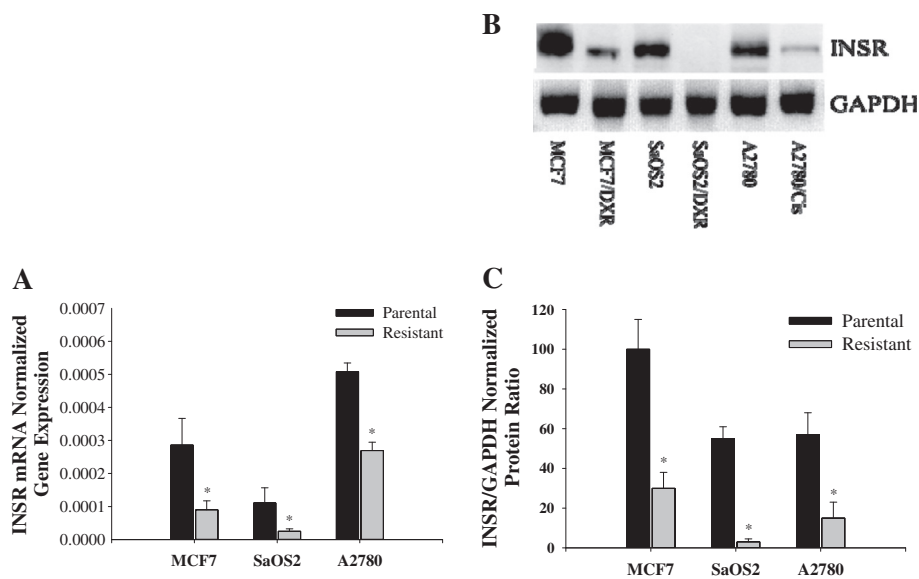 B
INSR
GAPDH
MCF7
MCF7/DXR
SaOS2
SaOS2/DXR
A2780
A2780/Cis
A
INSR mRNA Normalized
Gene Expression
0.0007
0.0006
0.0005
0.0004
0.0003
0.0002
0.0001
0.0000
Parental
Resistant
*
*
*
MCF7
SaOS2
A2780
C
INSR/GAPDH Normalized
Protein Ratio
120
100
80
60
40
20
0
Parental
Resistant
*
*
*
MCF7
SaOS2
A2780